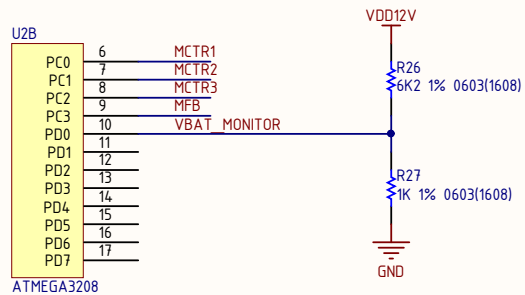 VDD12V
U2B
6 MCTR1
PC0
7 MCTR2
PC1
8 MCTR3
PC2
9 MFB
PC3
10 VBAT_MONITOR
PD0
11
PD1
12
PD2
13
PD3
14
PD4
15
PD5
16
PD6
17
PD7
ATMEGA3208
R26
6K2 1% 0603(1608)
R27
1K 1% 0603(1608)
GND